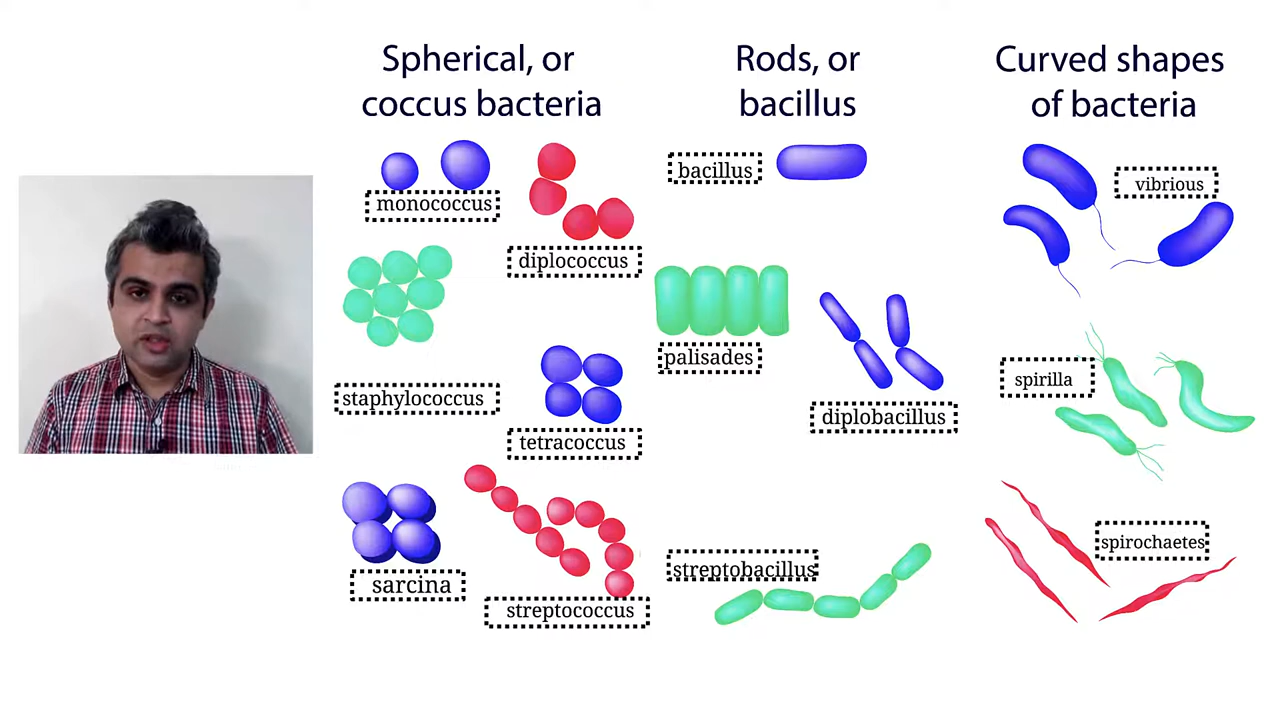 Spherical, or
coccus bacteria
monococcus
diplococcus
staphylococcus
tetracoccus
sarcina
streptococcus
Rods, or
bacillus
bacillus
palisades
diplobacillus
streptobacillus
Curved shapes
of bacteria
vibrious
spirilla
spirochaetes